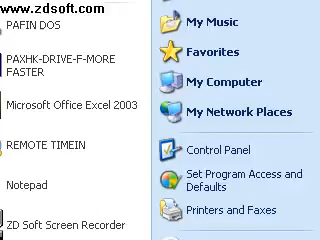 www.zdsoft.com
PAFIN DOS
PAXHK-DRIVE-F-MORE
FASTER
Microsoft Office Excel 2003
REMOTE TIMEIN
Notepad
ZD Soft Screen Recorder
My Music
Favorites
My Computer
My Network Places
Control Panel
Set Program Access and
Defaults
Printers and Faxes